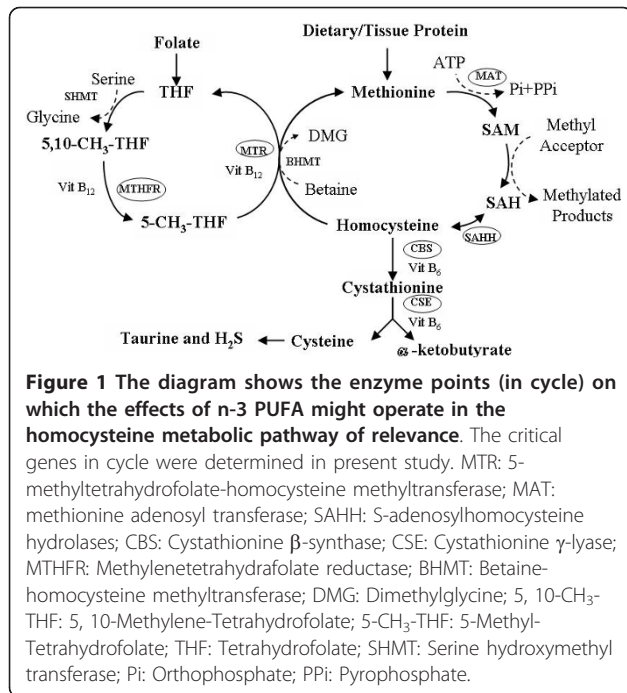 Dietary/Tissue Protein
Folate
Serine
SHMT
THF
Glycine
5,10-CH₃-THF
Vit B₁₂
MTHFR
5-CH₃-THF
MTR
Vit B₁₂
DMG
BHMT
Betaine
Methionine
ATP
MAT
Pi+PPi
SAM
Methyl
Acceptor
SAH
Methylated
Products
SAHH
Homocysteine
CBS
Vit B₆
Cystathionine
CSE
Vit B₆
Taurine and H₂S
Cysteine
α-ketobutyrate
Figure 1 The diagram shows the enzyme points (in cycle) on
which the effects of n-3 PUFA might operate in the
homocysteine metabolic pathway of relevance. The critical
genes in cycle were determined in present study. MTR: 5-
methyltetrahydrofolate-homocysteine methyltransferase; MAT:
methionine adenosyl transferase; SAHH: S-adenosylhomocysteine
hydrolases; CBS: Cystathionine β-synthase; CSE: Cystathionine γ-lyase;
MTHFR: Methylenetetrahydrafolate reductase; BHMT: Betaine-
homocysteine methyltransferase; DMG: Dimethylglycine; 5, 10-CH₃-
THF: 5, 10-Methylene-Tetrahydrofolate; 5-CH₃-THF: 5-Methyl-
Tetrahydrofolate; THF: Tetrahydrofolate; SHMT: Serine hydroxymethyl
transferase; Pi: Orthophosphate; PPi: Pyrophosphate.